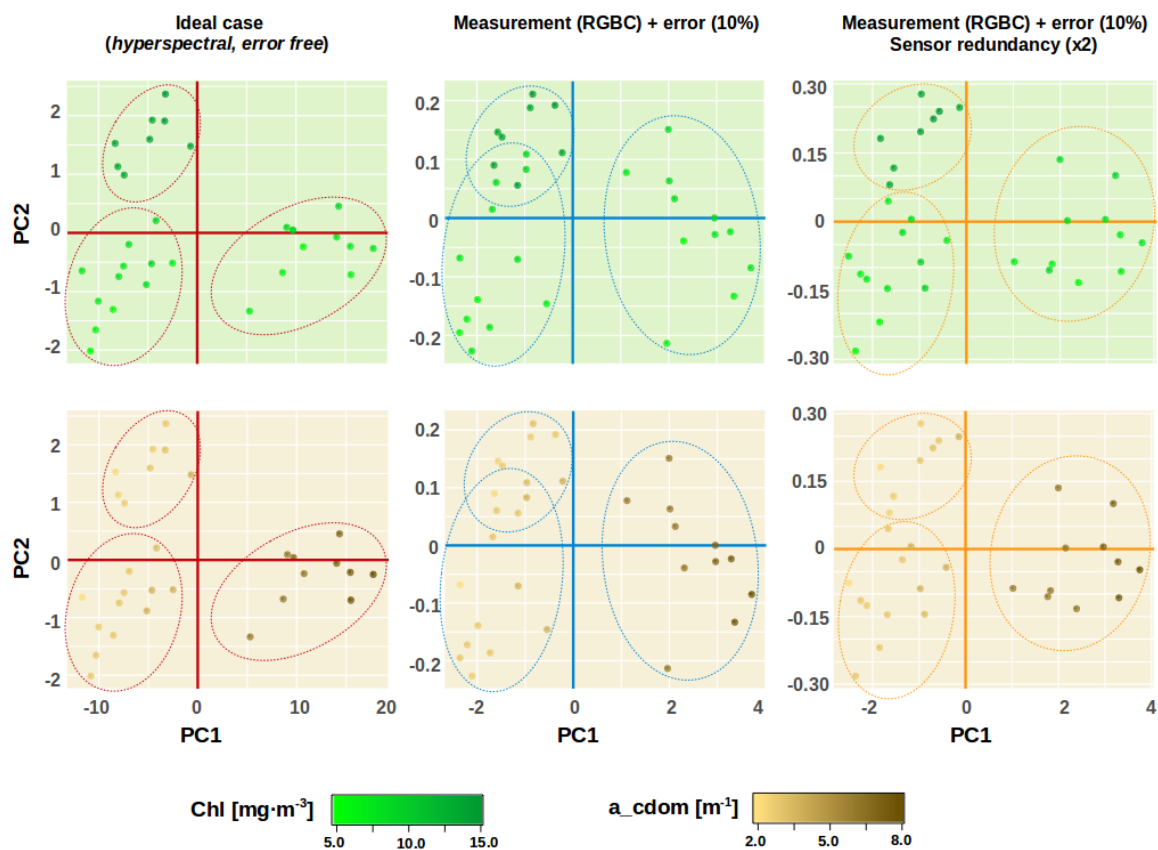 Ideal case
(hyperspectral, error free)
Measurement (RGBC) + error (10%)
Measurement (RGBC) + error (10%)
Sensor redundancy (x2)
PC2
2
1
0
-1
-2
0.2
0.1
0
-0.1
-0.2
0.30
0.15
0
-0.15
-0.30
PC2
2
1
0
-1
-2
0.2
0.1
0
-0.1
-0.2
0.30
0.15
0
-0.15
-0.30
-10 0 10 20
-2 0 2 4
-2 0 2 4
PC1 PC1 PC1
Chl [mg·m⁻³]
5.0 10.0 15.0
a_cdom [m⁻¹]
2.0 5.0 8.0